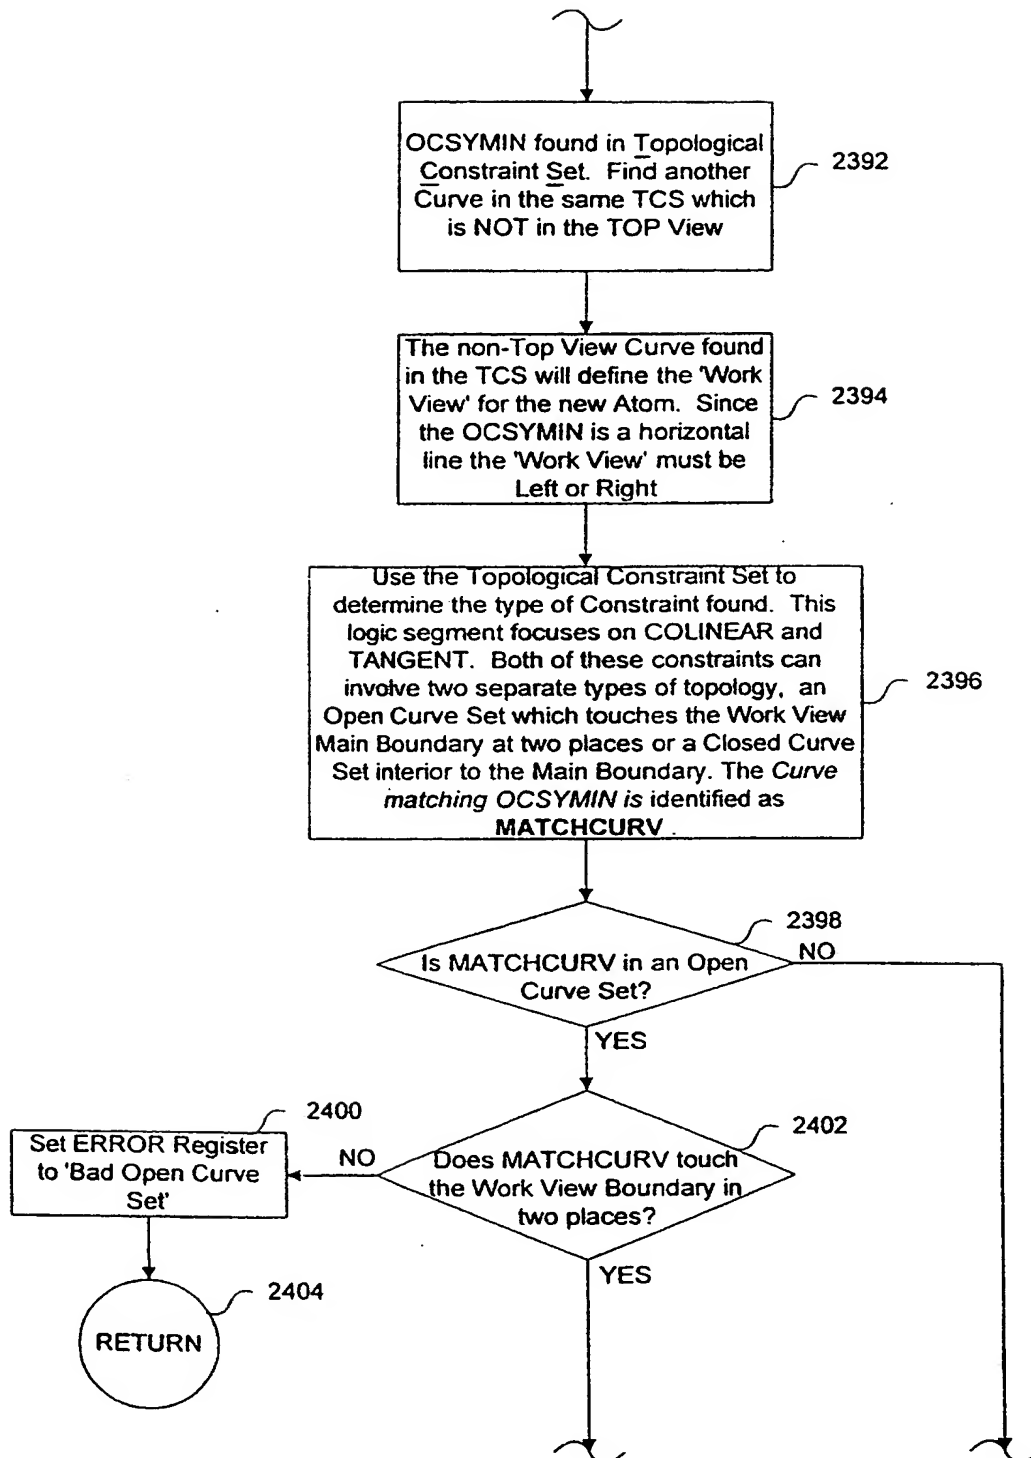 OCSYMIN found in Topological
Constraint Set. Find another
Curve in the same TCS which
is NOT in the TOP View
2392
The non-Top View Curve found
in the TCS will define the 'Work
View' for the new Atom. Since
the OCSYMIN is a horizontal
line the 'Work View' must be
Left or Right
2394
Use the Topological Constraint Set to
determine the type of Constraint found. This
logic segment focuses on COLINEAR and
TANGENT. Both of these constraints can
involve two separate types of topology, an
Open Curve Set which touches the Work View
Main Boundary at two places or a Closed Curve
Set interior to the Main Boundary. The Curve
matching OCSYMIN is identified as
MATCHCURV.
2396
2398
Is MATCHCURV in an Open
Curve Set?
NO
YES
2400
Set ERROR Register
to 'Bad Open Curve
Set'
NO
2402
Does MATCHCURV touch
the Work View Boundary in
two places?
YES
2404
RETURN